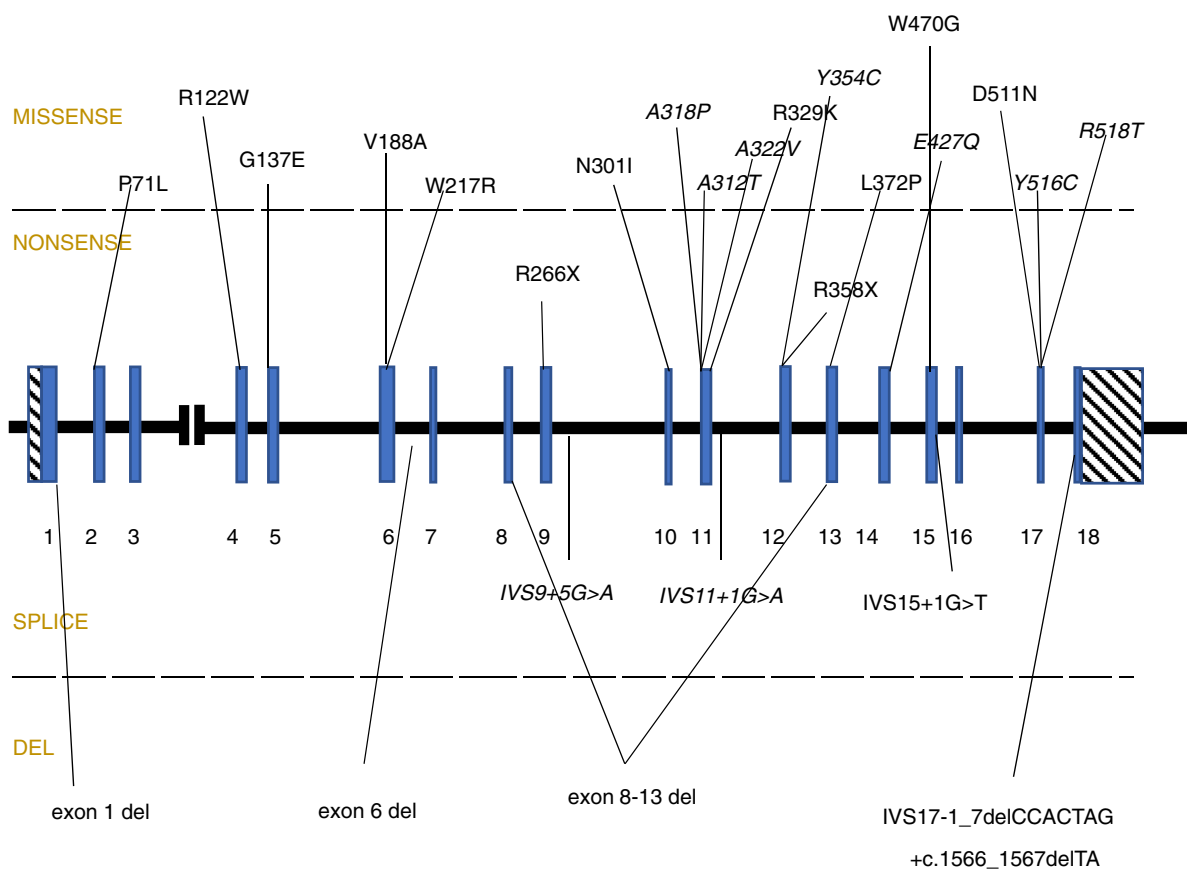 W470G
Y354C
R122W
D511N
MISSENSE
A318P
R329K
R518T
V188A
E427Q
A322V
G137E
N301I
P71L
W217R
A312T
L372P
Y516C
NONSENSE
R266X
R358X
1 2 3 4 5 6 7 8 9 10 11 12 13 14 15 16 17 18
IVS9+5G>A
IVS11+1G>A
IVS15+1G>T
SPLICE
DEL
exon 1 del
exon 6 del
exon 8-13 del
IVS17-1_7delCCACTAG
+c.1566_1567delTA